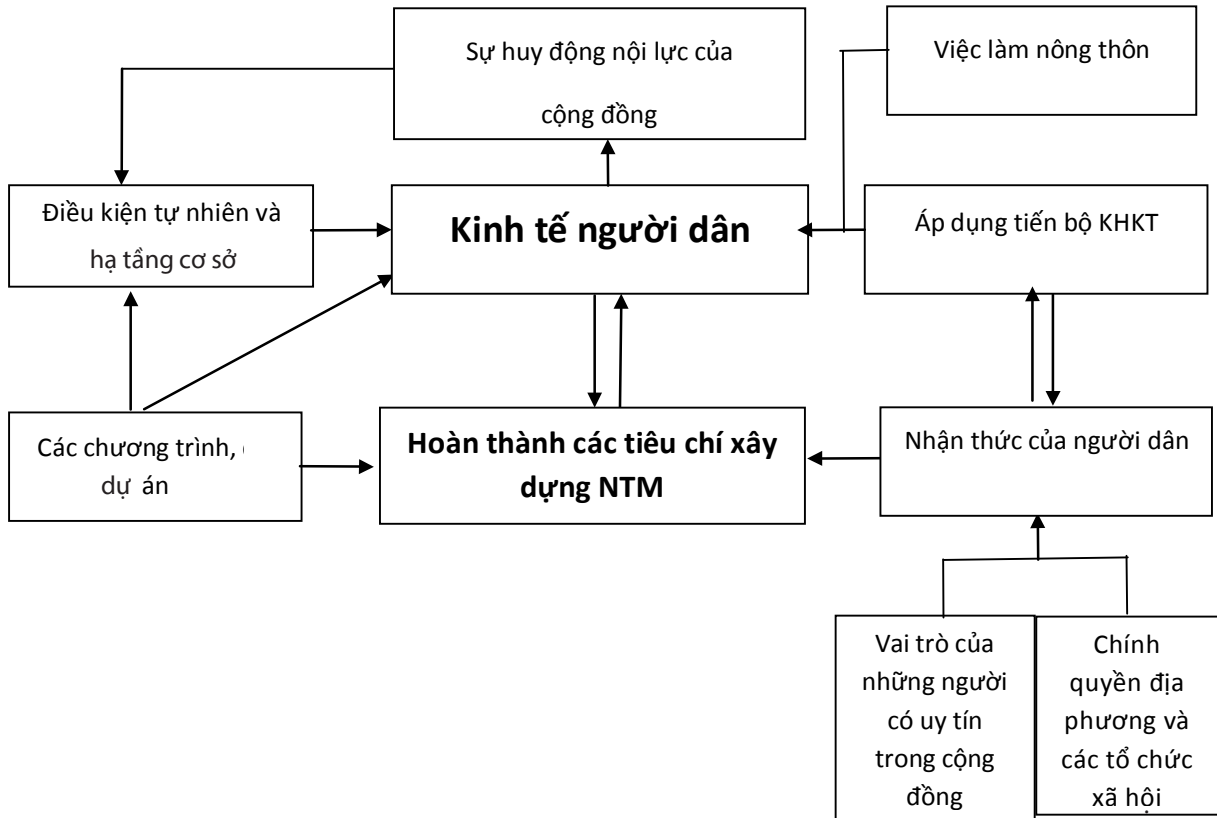 Sự huy động nội lực của
cộng đồng
Việc làm nông thôn
Điều kiện tự nhiên và
hạ tầng cơ sở
Kinh tế người dân
Áp dụng tiến bộ KHKT
Các chương trình,
dự án
Hoàn thành các tiêu chí xây
dựng NTM
Nhận thức của người dân
Vai trò của
những người
có uy tín
trong cộng
đồng
Chính
quyền địa
phương và
các tổ chức
xã hội